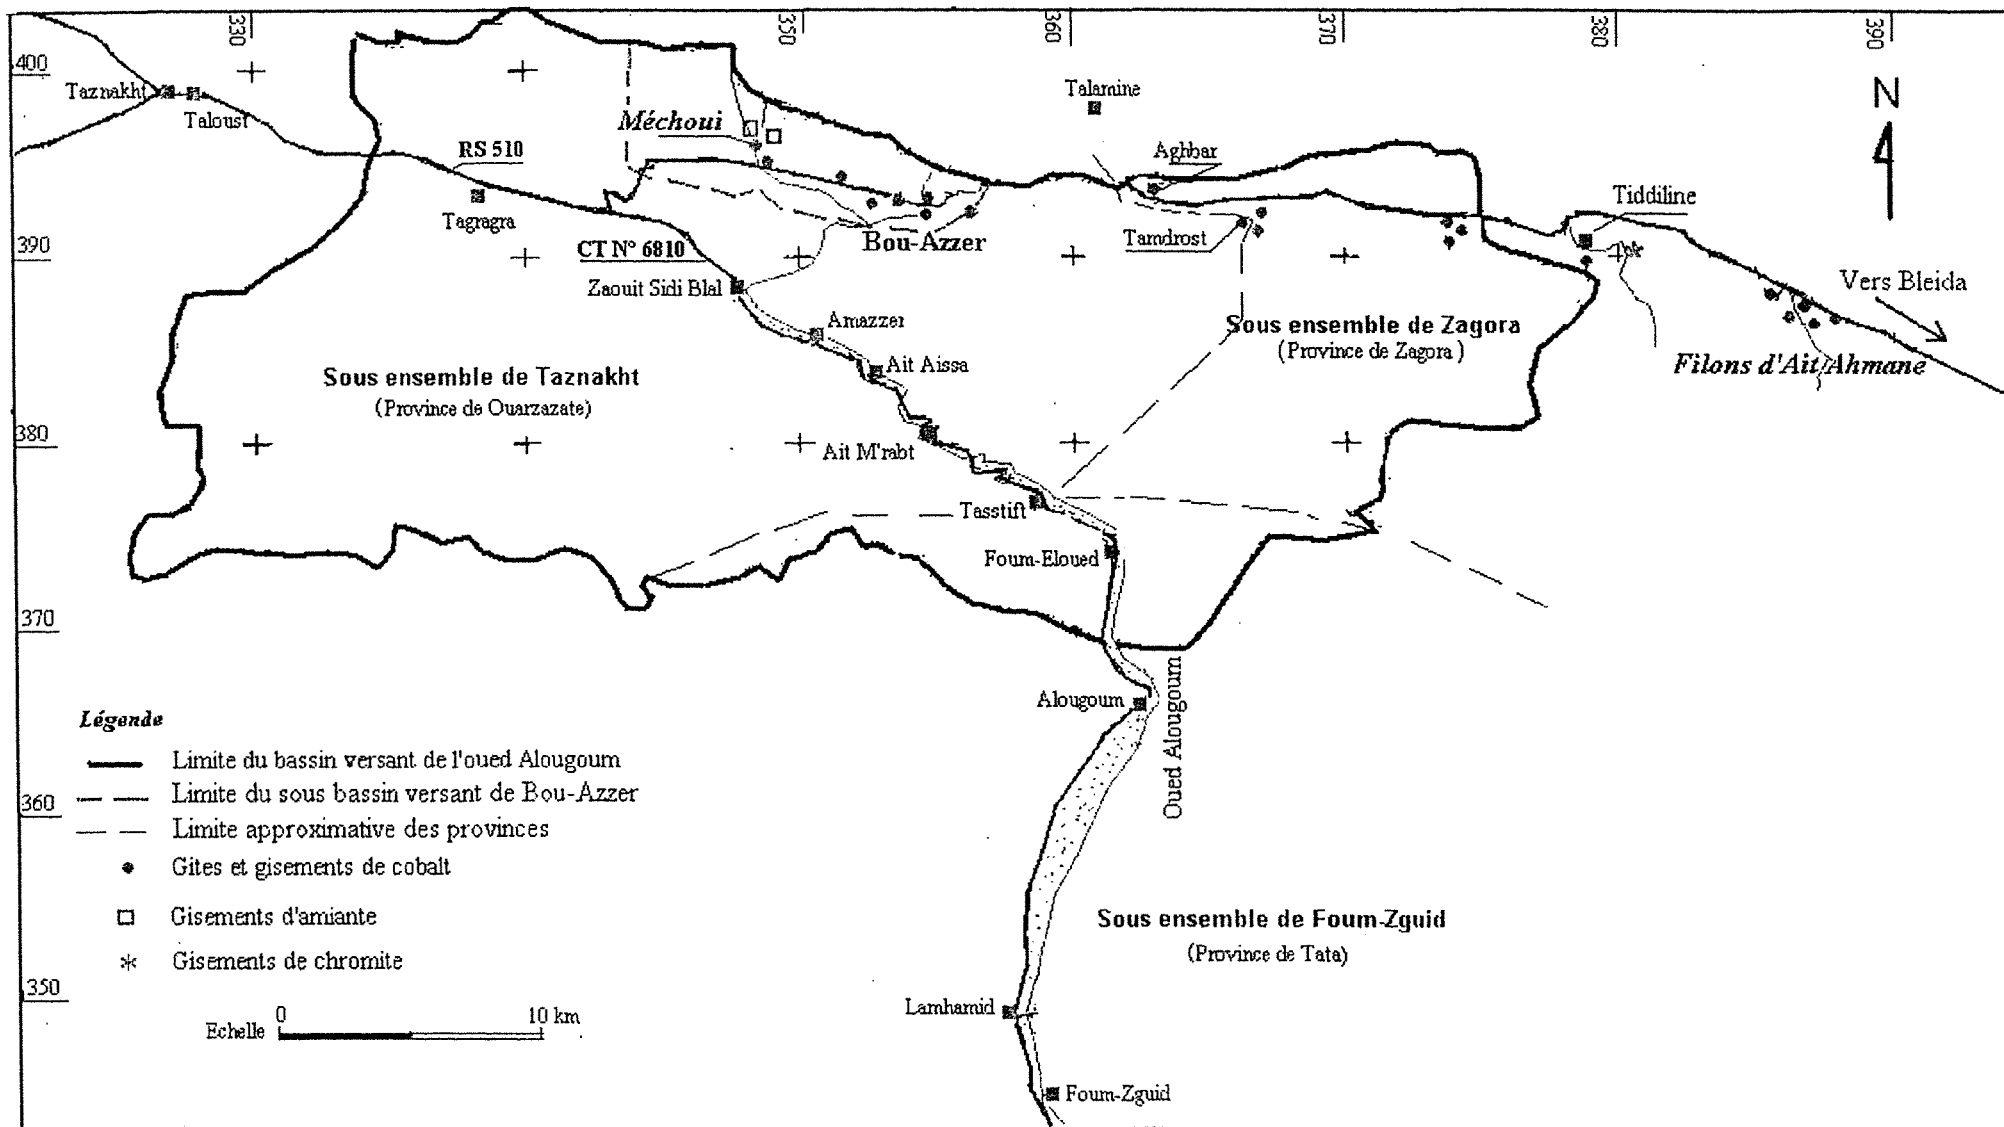 330
350
360
370
380
390
400
Taznakht
Taloust
Talamine
N
Méchoui
RS 510
Aghbar
Tiddiline
Tagragra
CT N° 6810
Bou-Azzer
Tamdrost
390
Zaouit Sidi Blal
Vers Bleida
Amazzer
Sous ensemble de Zagora
(Province de Zagora )
Ait Aissa
Filons d'Ait Ahmane
Sous ensemble de Taznakht
(Province de Ouarzazate)
380
Ait M'rabt
Tasstift
Foum-Eloued
370
Alougoum
Oued Alougoum
Légende
Limite du bassin versant de l'oued Alougoum
Limite du sous bassin versant de Bou-Azzer
360
Limite approximative des provinces
Gites et gisements de cobalt
Gisements d'amiante
Sous ensemble de Foum-Zguid
(Province de Tata)
Gisements de chromite
350
Lamhamid
0 10 km
Echelle
Foum-Zguid